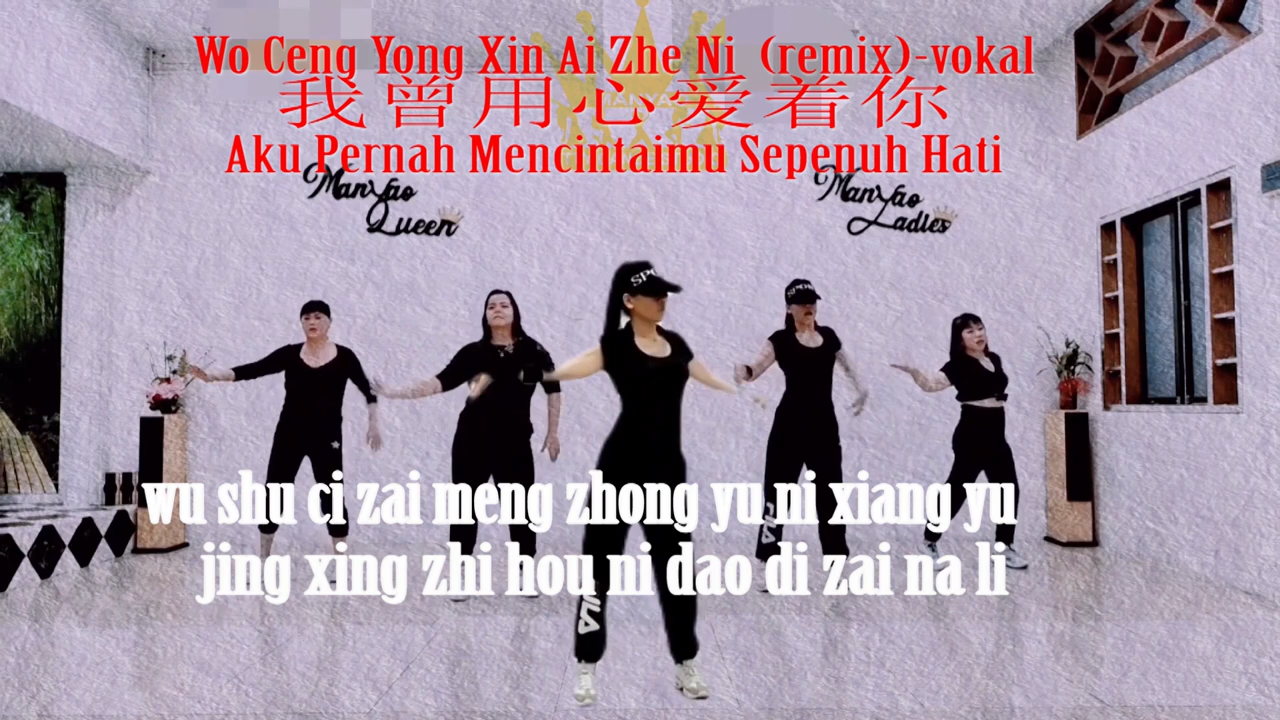 Wo Ceng Yong Xin Ai Zhe Ni (remix)-vokal
我曾用心爱着你
Aku Pernah Mencintaimu Sepenuh Hati
ManYao
Queen
ManYao
Ladies
SPO
SPO
wu shu ci zai meng zhong yu ni xiang yu
jing xing zhi hou ni dao di zai na li